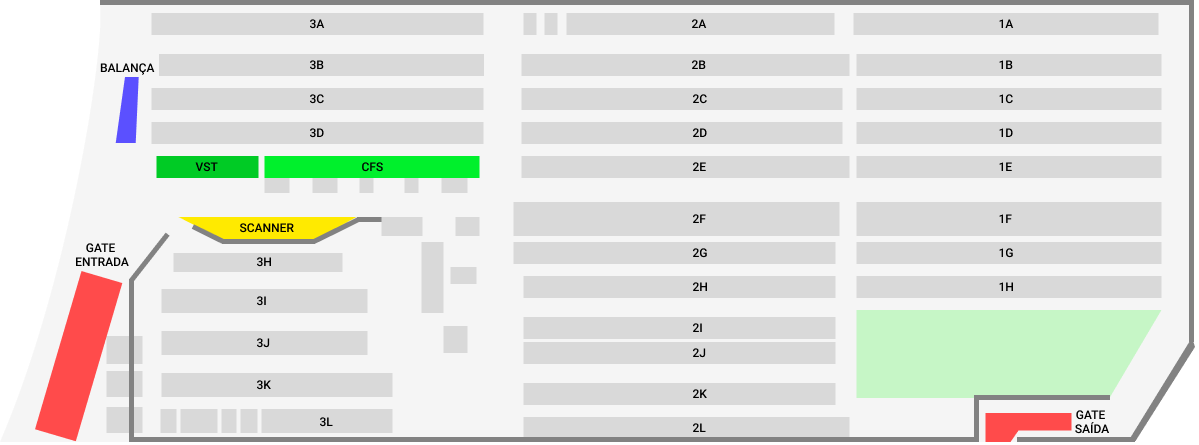 3A
2A
1A
BALANÇA
3B
2B
1B
3C
2C
1C
3D
2D
1D
VST
CFS
2E
1E
2F
1F
SCANNER
GATE
ENTRADA
2G
1G
3H
2H
1H
3I
2I
3J
2J
3K
2K
3L
2L
GATE
SAÍDA